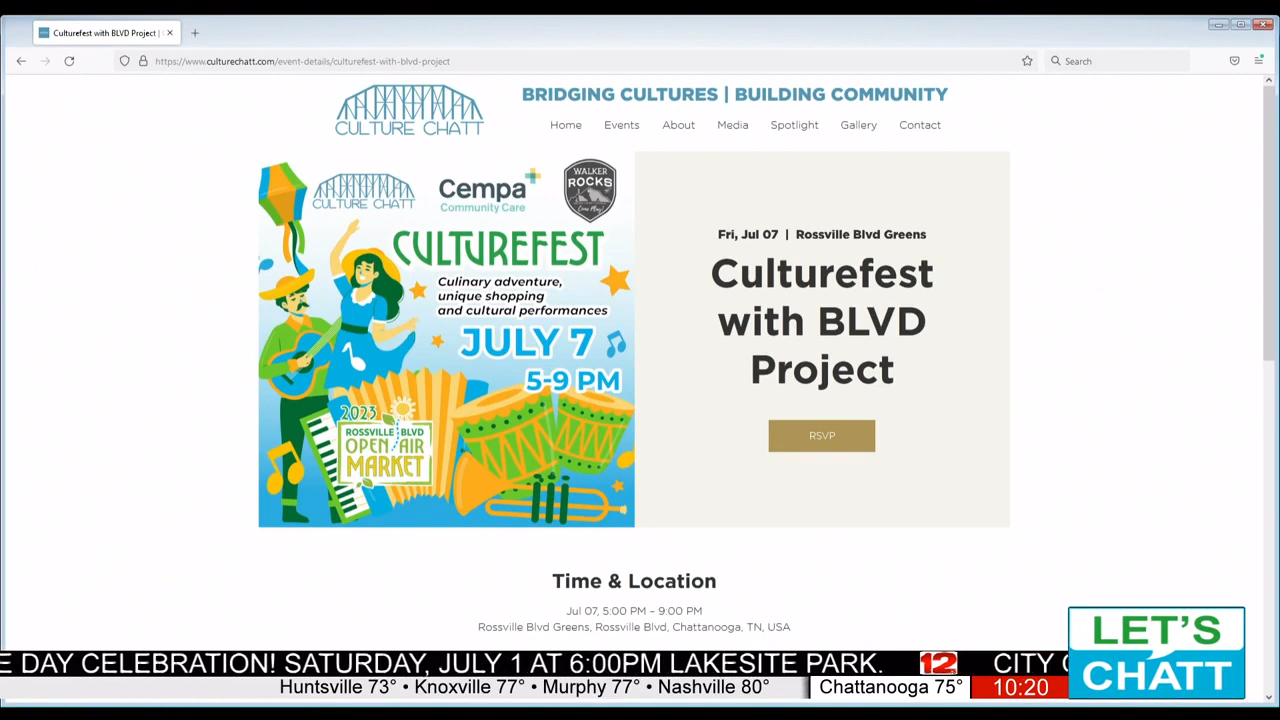 Culturefest with BLVD Project |
https://www.culturechatt.com/event-details/culturefest-with-blvd-project
Search
CULTURE CHATT
BRIDGING CULTURES | BUILDING COMMUNITY
Home Events About Media Spotlight Gallery Contact
CULTURE CHATT
Cempa
Community Care
WALKER
ROCKS
Come Play!
CULTUREFEST
Culinary adventure,
unique shopping
and cultural performances
JULY 7
5-9 PM
2023
ROSSVILLE BLVD
OPEN AIR
MARKET
Fri, Jul 07 | Rossville Blvd Greens
Culturefest
with BLVD
Project
RSVP
Time & Location
Jul 07, 5:00 PM – 9:00 PM
Rossville Blvd Greens, Rossville Blvd, Chattanooga, TN, USA
E DAY CELEBRATION! SATURDAY, JULY 1 AT 6:00PM LAKESITE PARK. 12 CITY
Huntsville 73° • Knoxville 77° • Murphy 77° • Nashville 80° Chattanooga 75° 10:20
LET'S
CHATT